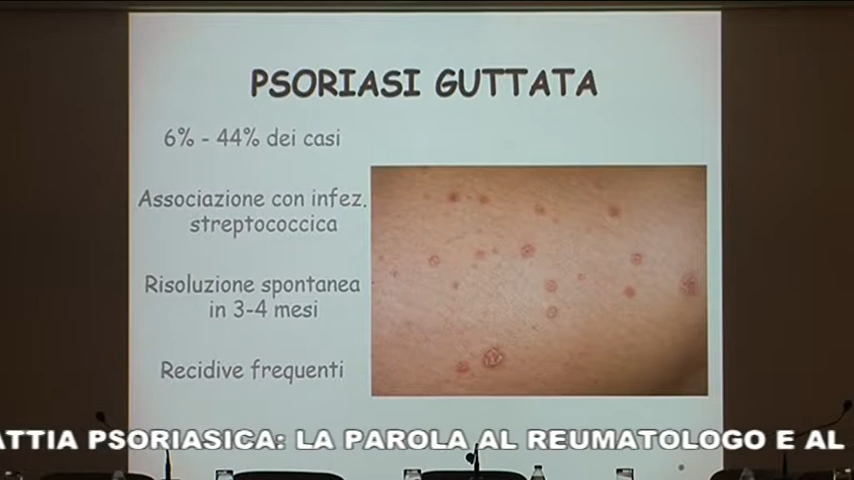 PSORIASI GUTTATA
6% - 44% dei casi
Associazione con infez.
streptococcica
Risoluzione spontanea
in 3-4 mesi
Recidive frequenti
ATTIA PSORIASICA: LA PAROLA AL REUMATOLOGO E AL